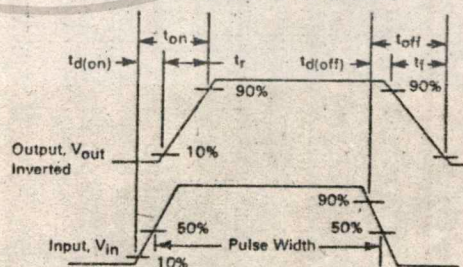 ton
toff
td(on)
tr
td(off)
tf
90%
90%
Output, Vout
Inverted
10%
90%
50%
50%
Input, Vin
Pulse Width
10%